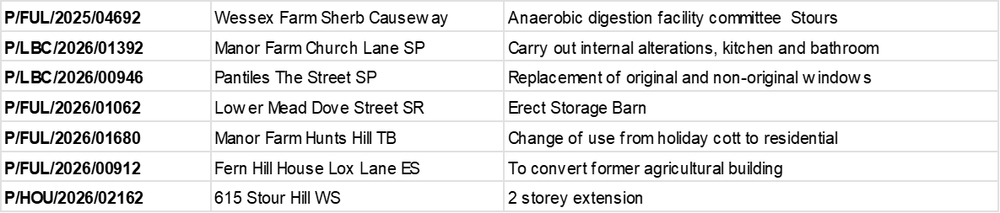 P/FUL/2025/04692 Wessex Farm Sherb Causeway Anaerobic digestion facility committee Stours
P/LBC/2026/01392 Manor Farm Church Lane SP Carry out internal alterations, kitchen and bathroom
P/LBC/2026/00946 Pantiles The Street SP Replacement of original and non-original windows
P/FUL/2026/01062 Lower Mead Dove Street SR Erect Storage Barn
P/FUL/2026/01680 Manor Farm Hunts Hill TB Change of use from holiday cott to residential
P/FUL/2026/00912 Fern Hill House Lox Lane ES To convert former agricultural building
P/HOU/2026/02162 615 Stour Hill WS 2 storey extension